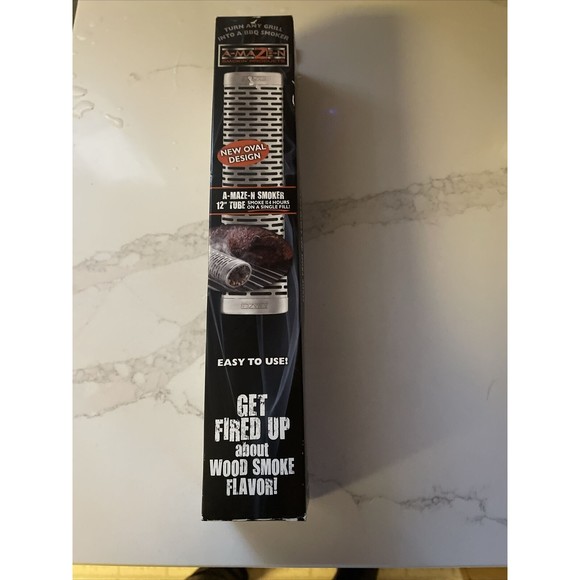 TURN ANY GRILL
INTO A BBQ SMOKER
A-MAZE-N
NEW OVAL
DESIGN
A-MAZE-N SMOKER
12" TUBE SMOKE
HOURS
ON A SINGLE FILL!
EASY TO USE!
GET
FIRED UP
about
WOOD SMOKE
FLAVOR!